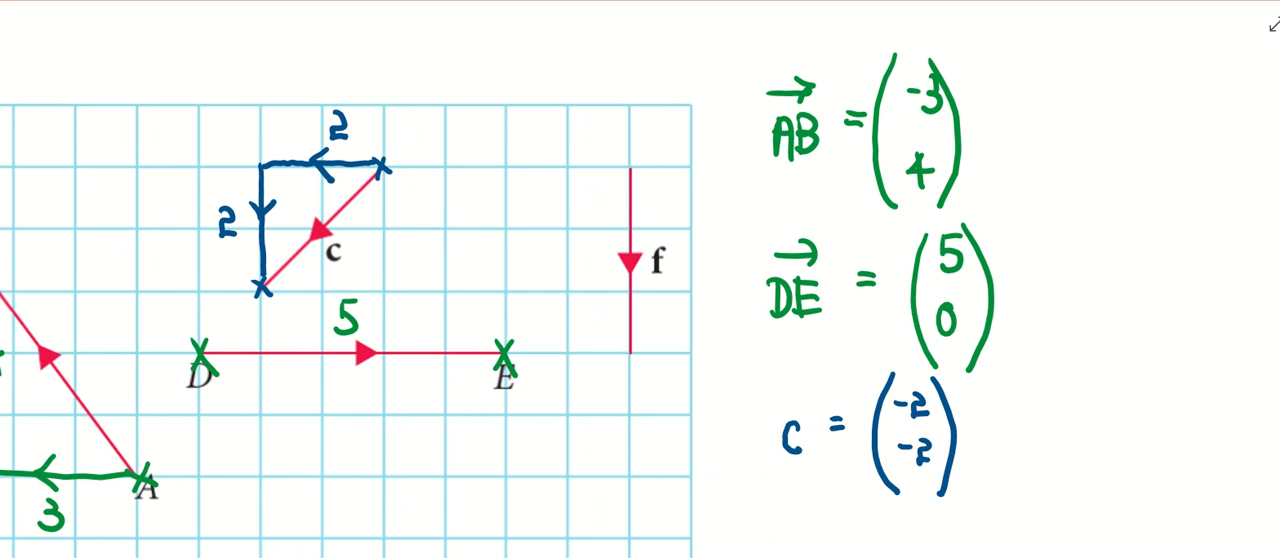 2
2
c
f
5
D
E
A
3
AB = (-3
4)
DE = (5
0)
C = (-2
-2)